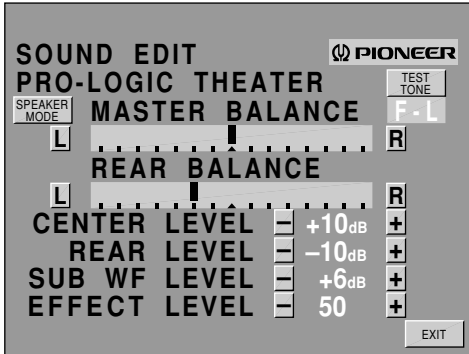 SOUND EDIT PIONEER
PRO-LOGIC THEATER TEST TONE
SPEAKER MODE MASTER BALANCE F - L
L R
REAR BALANCE
L R
CENTER LEVEL − +10dB +
REAR LEVEL − –10dB +
SUB WF LEVEL − +6dB +
EFFECT LEVEL − 50 +
EXIT